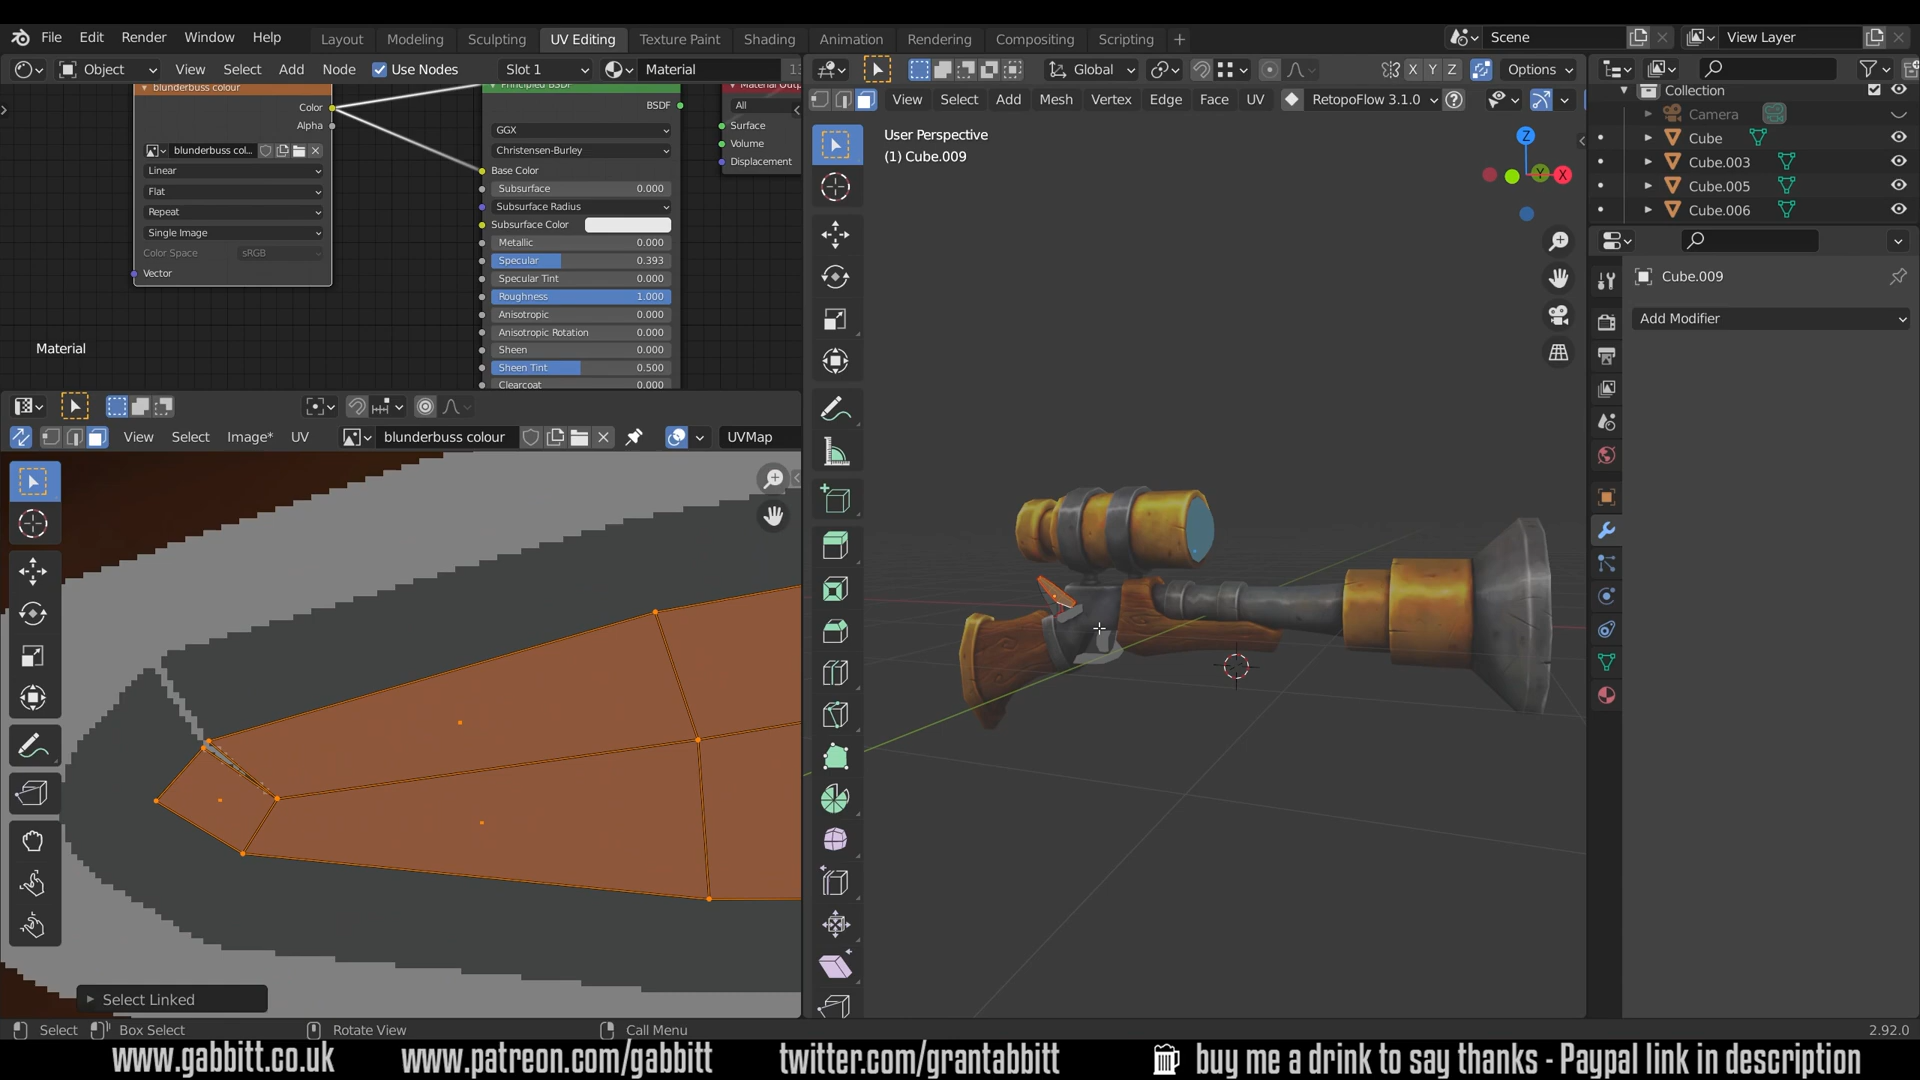 File Edit Render Window Help Layout Modeling Sculpting UV Editing Texture Paint Shading Animation Rendering Compositing Scripting + Scene View Layer
Object View Select Add Node Use Nodes Slot 1 Material
Global X Y Z Options
View Select Add Mesh Vertex Edge Face UV RetopoFlow 3.1.0
blunderbuss colour
Color
Alpha
blunderbuss col...
Linear
Flat
Repeat
Single Image
Color Space sRGB
Vector
Material
Principled BSDF
BSDF
GGX
Christensen-Burley
Base Color
Subsurface 0.000
Subsurface Radius
Subsurface Color
Metallic 0.000
Specular 0.393
Specular Tint 0.000
Roughness 1.000
Anisotropic 0.000
Anisotropic Rotation 0.000
Sheen 0.000
Sheen Tint 0.500
Clearcoat 0.000
Material Outp
All
Surface
Volume
Displacement
User Perspective
(1) Cube.009
Z
Y
X
Collection
Camera
Cube
Cube.003
Cube.005
Cube.006
Cube.009
Add Modifier
View Select Image* UV blunderbuss colour UVMap
Select Linked
Select Box Select Rotate View Call Menu 2.92.0
www.gabbitt.co.uk www.patreon.com/gabbitt twitter.com/grantabbitt buy me a drink to say thanks - Paypal link in description